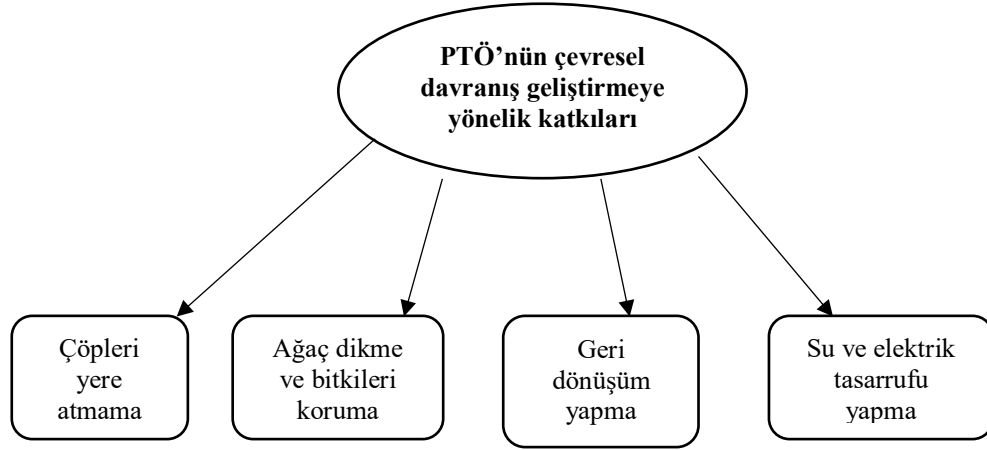 PTÖ’nün çevresel
davranış geliştirmeye
yönelik katkıları
Çöpleri
yere
atmama
Ağaç dikme
ve bitkileri
koruma
Geri
dönüşüm
yapma
Su ve elektrik
tasarrufu
yapma